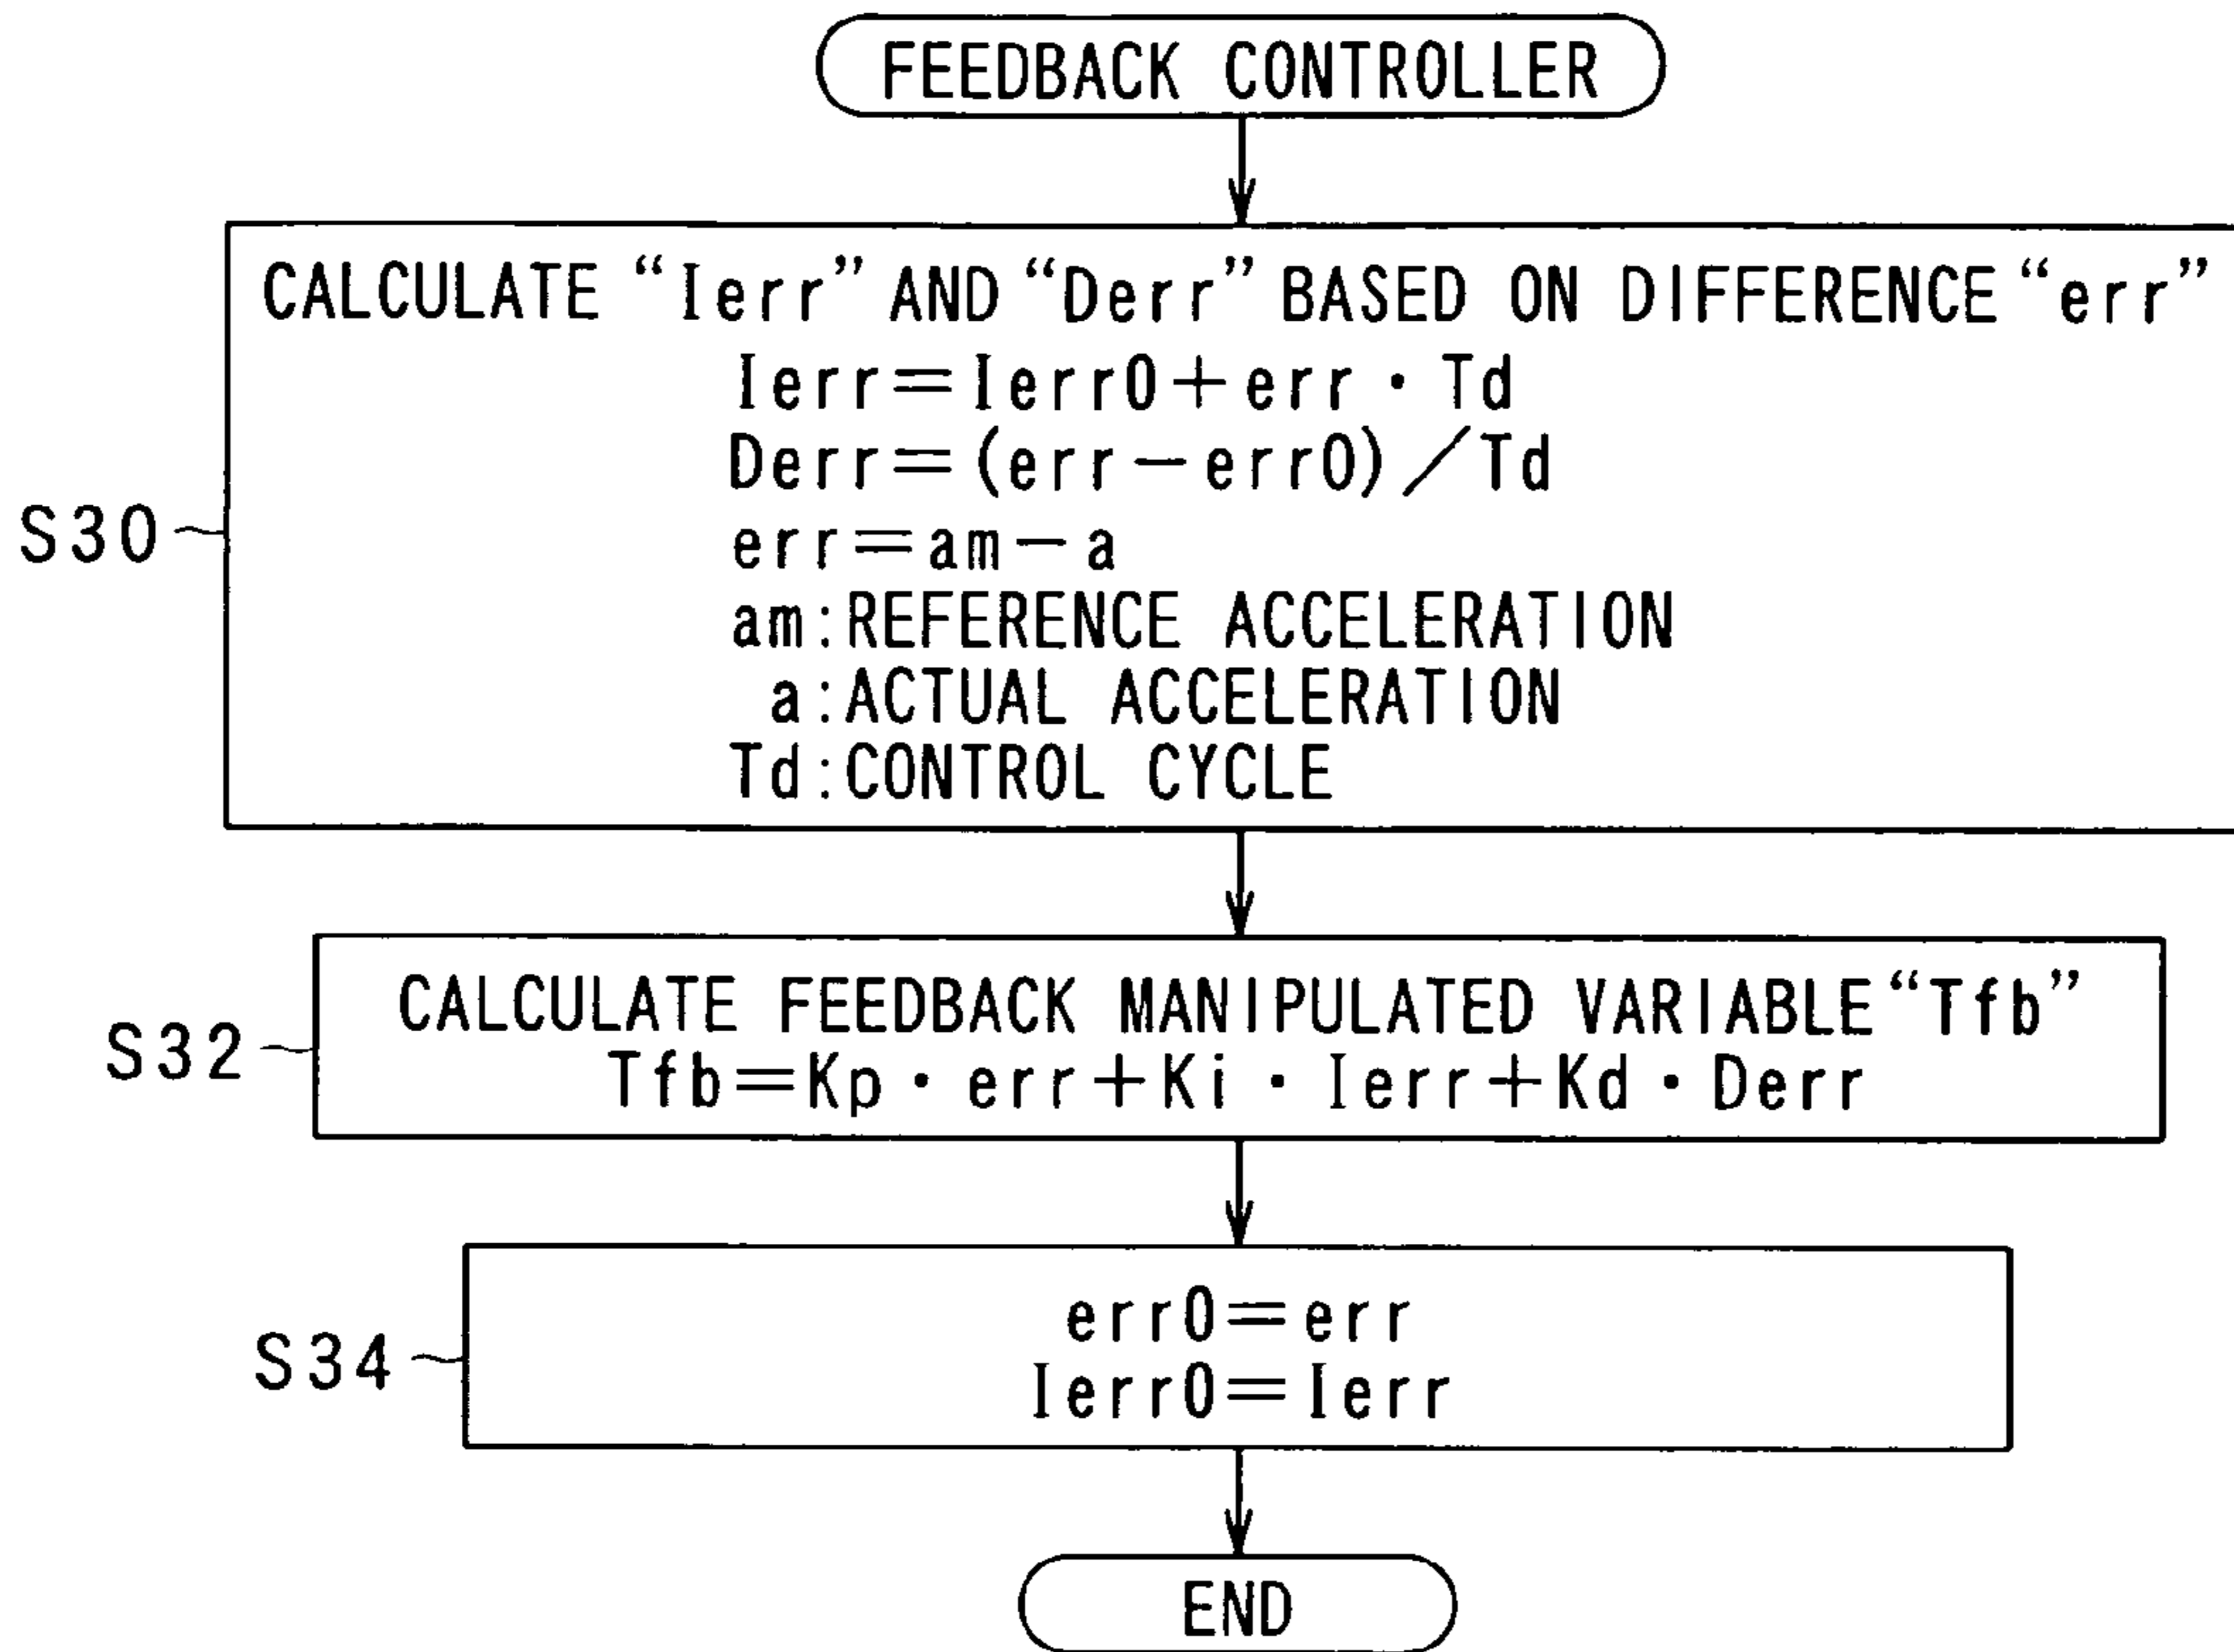 FEEDBACK CONTROLLER
CALCULATE “Ierr” AND “Derr” BASED ON DIFFERENCE “err”
Ierr=Ierr0+err・Td
Derr=(err-err0)/Td
S30
err=am-a
am:REFERENCE ACCELERATION
a:ACTUAL ACCELERATION
Td:CONTROL CYCLE
CALCULATE FEEDBACK MANIPULATED VARIABLE “Tfb”
S32
Tfb=Kp・err+Ki・Ierr+Kd・Derr
err0=err
S34
Ierr0=Ierr
END